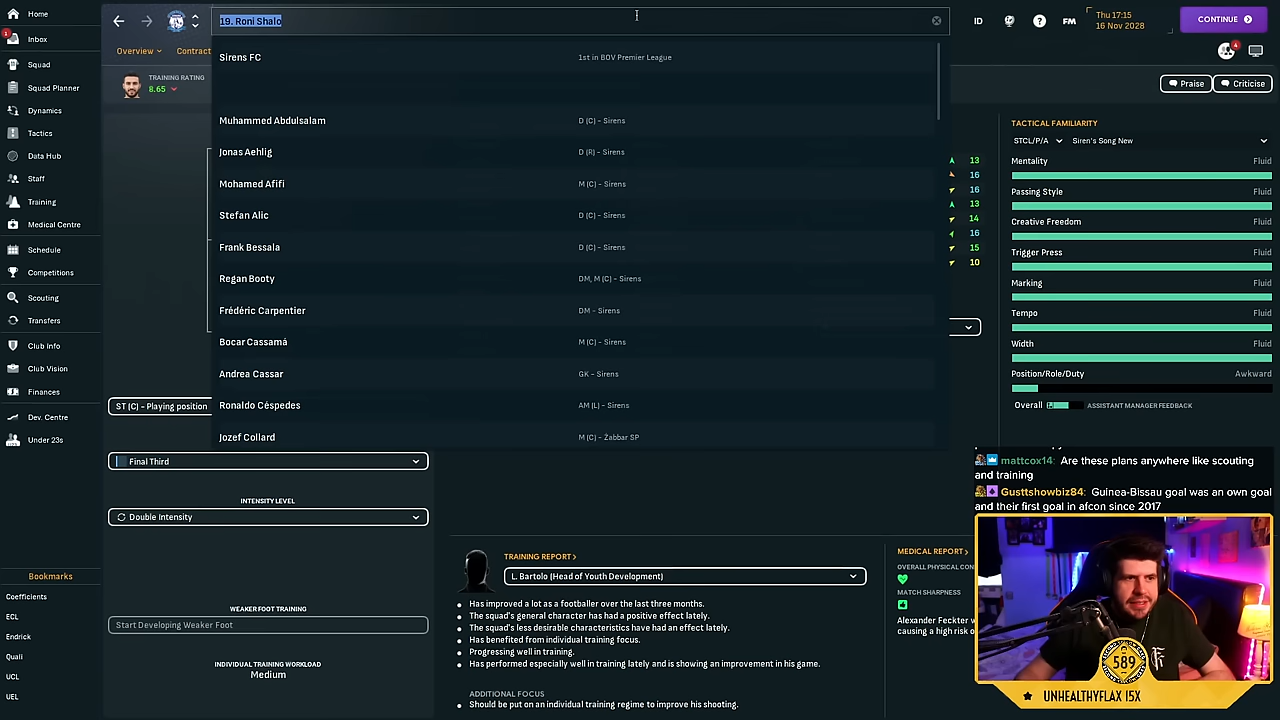 Home
1
Inbox
Squad
Squad Planner
Dynamics
Tactics
Data Hub
Staff
Training
Medical Centre
Schedule
Competitions
Scouting
Transfers
Club Info
Club Vision
Finances
Dev. Centre
Under 23s
Bookmarks
Coefficients
ECL
Endrick
Quali
UCL
UEL
19. Roni Shalo
ID
?
FM
Thu 17:15
16 Nov 2028
CONTINUE
Overview
Contract
4
TRAINING RATING
8.65
Praise
Criticise
Sirens FC 1st in BOV Premier League
Muhammed Abdulsalam D (C) - Sirens
Jonas Aehlig D (R) - Sirens
Mohamed Afifi M (C) - Sirens
Stefan Alic D (C) - Sirens
Frank Bessala D (C) - Sirens
Regan Booty DM, M (C) - Sirens
Frédéric Carpentier DM - Sirens
Bocar Cassamá M (C) - Sirens
Andrea Cassar GK - Sirens
Ronaldo Céspedes AM (L) - Sirens
Jozef Collard M (C) - Żabbar SP
13
16
16
13
14
16
15
10
TACTICAL FAMILIARITY
STCL/P/A
Siren's Song New
Mentality Fluid
Passing Style Fluid
Creative Freedom Fluid
Trigger Press Fluid
Marking Fluid
Tempo Fluid
Width Fluid
Position/Role/Duty Awkward
Overall ASSISTANT MANAGER FEEDBACK
ST (C) - Playing position
Final Third
INTENSITY LEVEL
Double Intensity
WEAKER FOOT TRAINING
Start Developing Weaker Foot
INDIVIDUAL TRAINING WORKLOAD
Medium
TRAINING REPORT >
L. Bartolo (Head of Youth Development)
Has improved a lot as a footballer over the last three months.
The squad's general character has had a positive effect lately.
The squad's less desirable characteristics have had an effect lately.
Has benefited from individual training focus.
Progressing well in training.
Has performed especially well in training lately and is showing an improvement in his game.
ADDITIONAL FOCUS
Should be put on an individual training regime to improve his shooting.
MEDICAL REPORT >
OVERALL PHYSICAL CON
MATCH SHARPNESS
Alexander Feckter w
causing a high risk o
mattcox14: Are these plans anywhere like scouting
and training
Gusttshowbiz84: Guinea-Bissau goal was an own goal
and their first goal in afcon since 2017
589
UNHEALTHYFLAX 15X